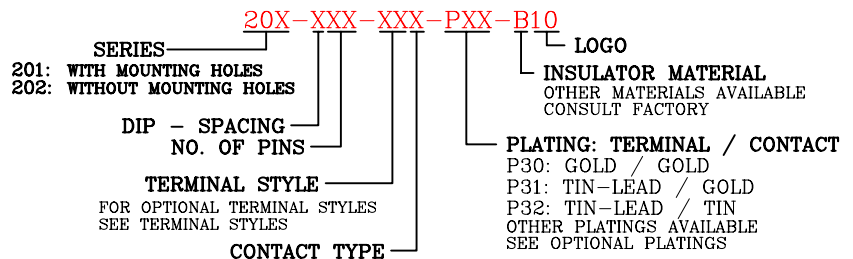 20X-XXX-XXX-PXX-B10
SERIES
201: WITH MOUNTING HOLES
202: WITHOUT MOUNTING HOLES
DIP - SPACING
NO. OF PINS
TERMINAL STYLE
FOR OPTIONAL TERMINAL STYLES
SEE TERMINAL STYLES
CONTACT TYPE
LOGO
INSULATOR MATERIAL
OTHER MATERIALS AVAILABLE
CONSULT FACTORY
PLATING: TERMINAL / CONTACT
P30: GOLD / GOLD
P31: TIN-LEAD / GOLD
P32: TIN-LEAD / TIN
OTHER PLATINGS AVAILABLE
SEE OPTIONAL PLATINGS